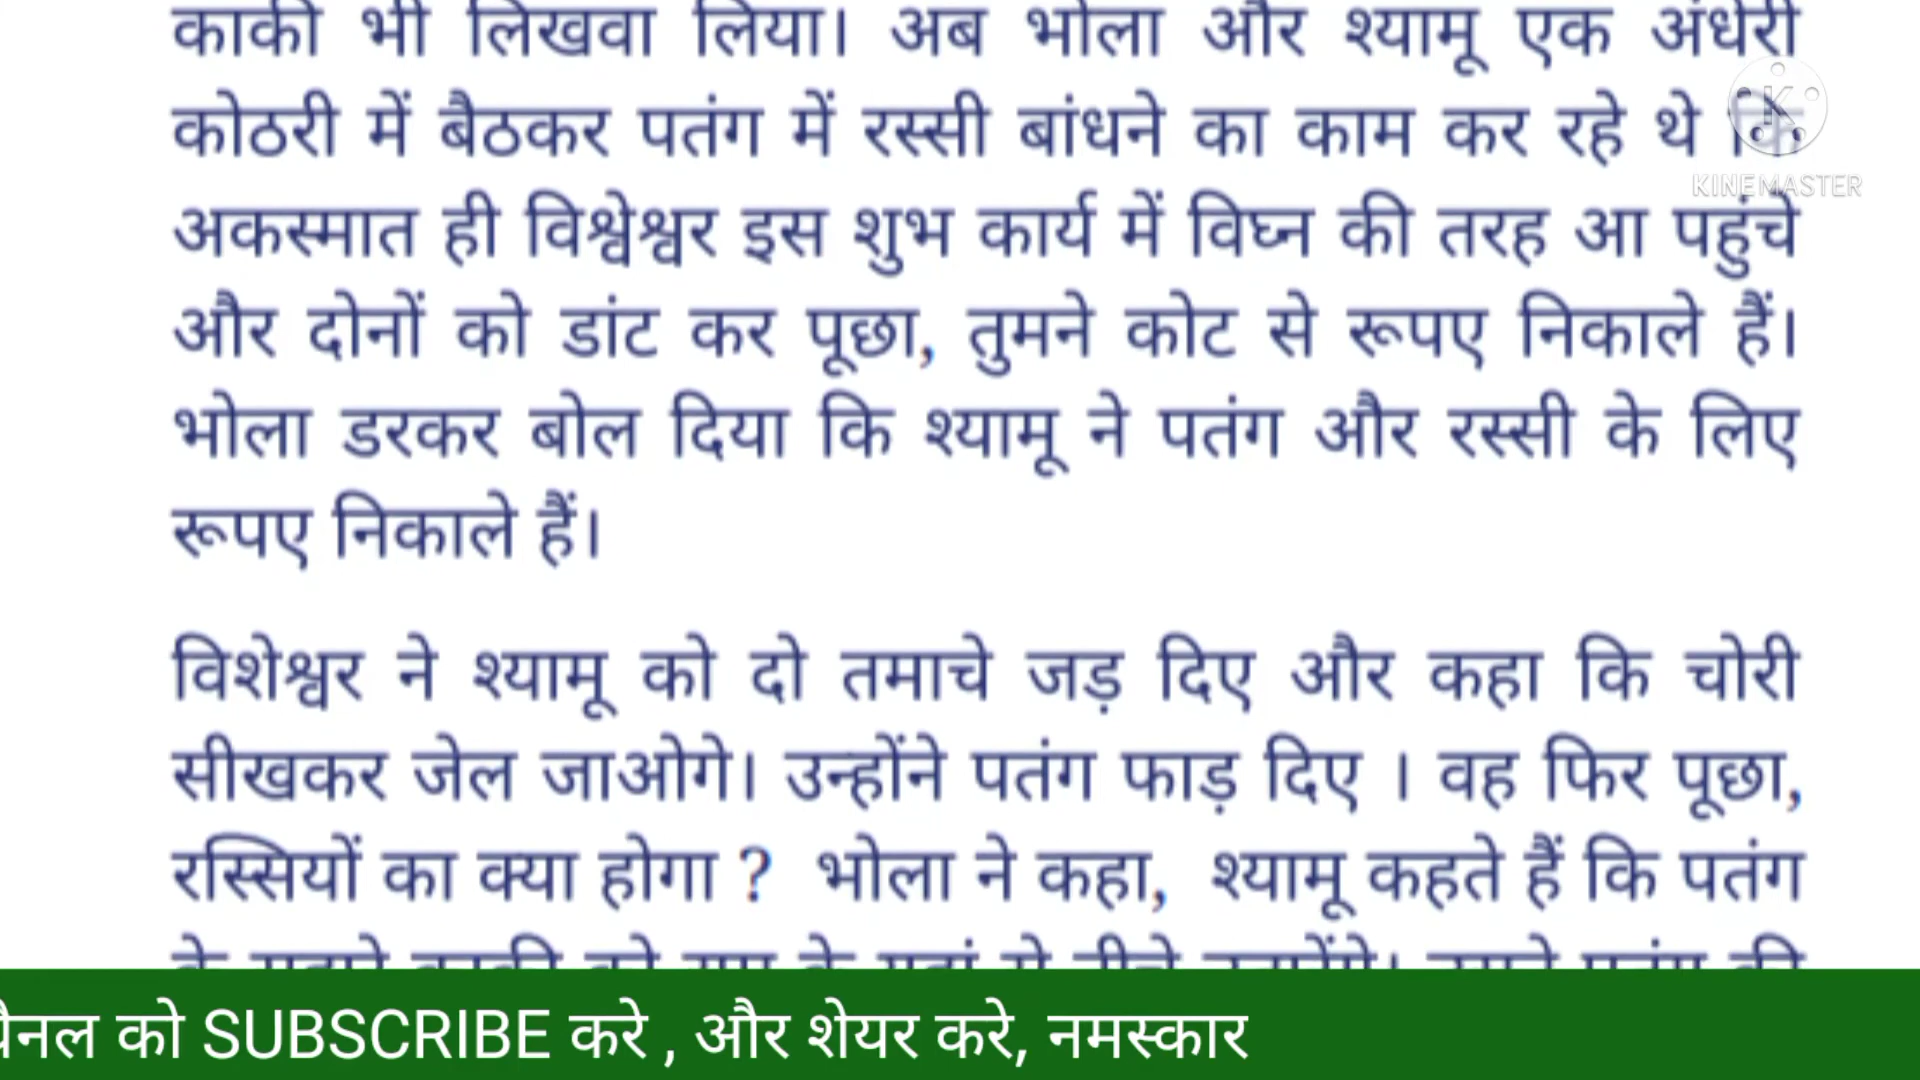 काकी भी लिखवा लिया। अब भोला और श्यामू एक अंधेरी
कोठरी में बैठकर पतंग में रस्सी बांधने का काम कर रहे थे कि
KINEMASTER
अकस्मात ही विश्वेश्वर इस शुभ कार्य में विघ्न की तरह आ पहुंचे
और दोनों को डांट कर पूछा, तुमने कोट से रूपए निकाले हैं।
भोला डरकर बोल दिया कि श्यामू ने पतंग और रस्सी के लिए
रूपए निकाले हैं।
विशेश्वर ने श्यामू को दो तमाचे जड़ दिए और कहा कि चोरी
सीखकर जेल जाओगे। उन्होंने पतंग फाड़ दिए । वह फिर पूछा,
रस्सियों का क्या होगा ? भोला ने कहा, श्यामू कहते हैं कि पतंग
को SUBSCRIBE करे , और शेयर करे, नमस्कार